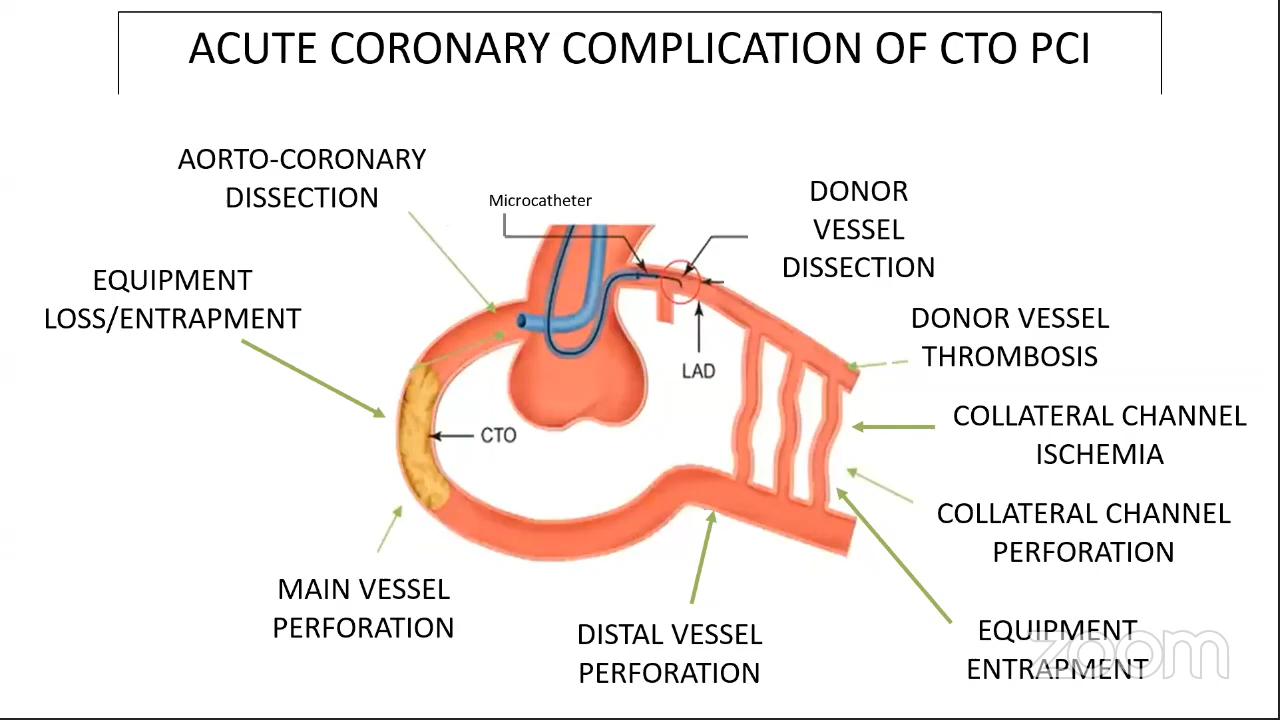 ACUTE CORONARY COMPLICATION OF CTO PCI
AORTO-CORONARY
DISSECTION
Microcatheter
DONOR
VESSEL
DISSECTION
EQUIPMENT
LOSS/ENTRAPMENT
DONOR VESSEL
THROMBOSIS
LAD
COLLATERAL CHANNEL
ISCHEMIA
CTO
COLLATERAL CHANNEL
PERFORATION
MAIN VESSEL
PERFORATION
DISTAL VESSEL
PERFORATION
EQUIPMENT
ENTRAPMENT
zoom